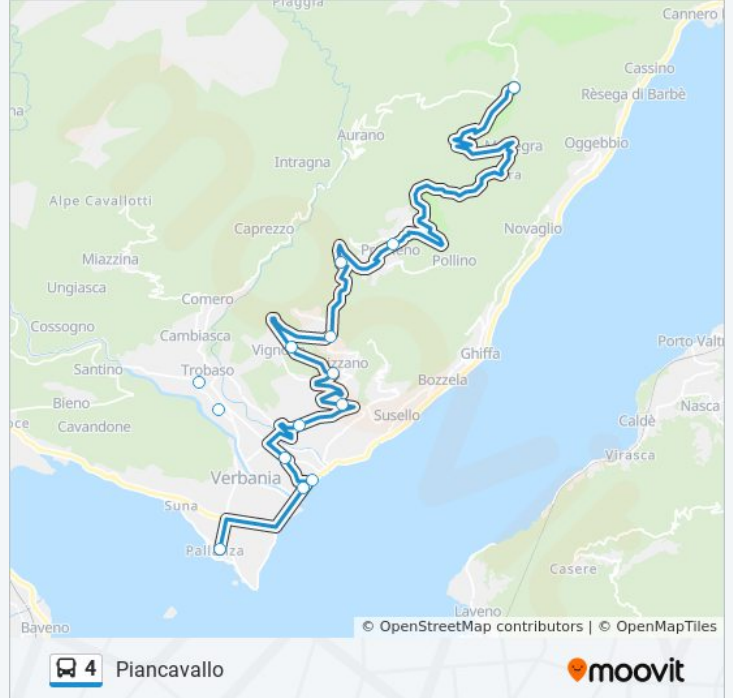 Piaggia
Cannero
Cassino
Rèsega di Barbè
Aurano
Oggebbio
Intragna
Alpe Cavallotti
Caprezzo
Novaglio
Miazzina
Pollino
Ungiasca
Comero
Cossogno
Cambiasca
Porto Valt
Ghiffa
Santino
Trobaso
Bozzela
Bieno
Nasca
Susello
Caldè
Cavandone
Virasca
Verbania
Suna
Casere
Laveno
Baveno
© OpenStreetMap contributors | © OpenMapTiles
4 Piancavallo
moovit